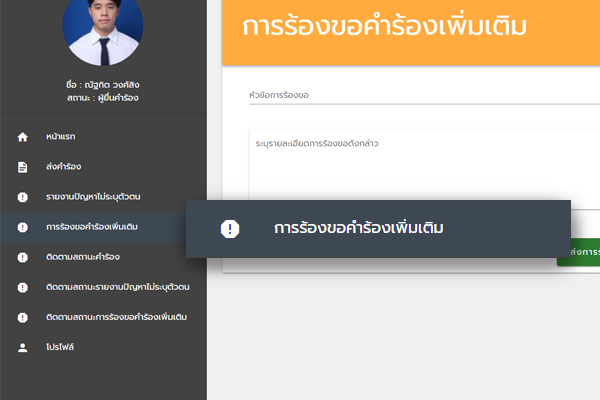 การร้องขอคำร้องเพิ่มเติม
ชื่อ : ณัฐกิต วงค์สิง
สถานะ : ผู้ยื่นคำร้อง
หัวข้อการร้องขอ
ระบุรายละเอียดการร้องขอดังกล่าว
หน้าแรก
ส่งคำร้อง
รายงานปัญหาไม่ระบุตัวตน
การร้องขอคำร้องเพิ่มเติม
การร้องขอคำร้องเพิ่มเติม
ติดตามสถานะคำร้อง
ติดตามสถานะรายงานปัญหาไม่ระบุตัวตน
ติดตามสถานะการร้องขอคำร้องเพิ่มเติม
โปรไฟล์